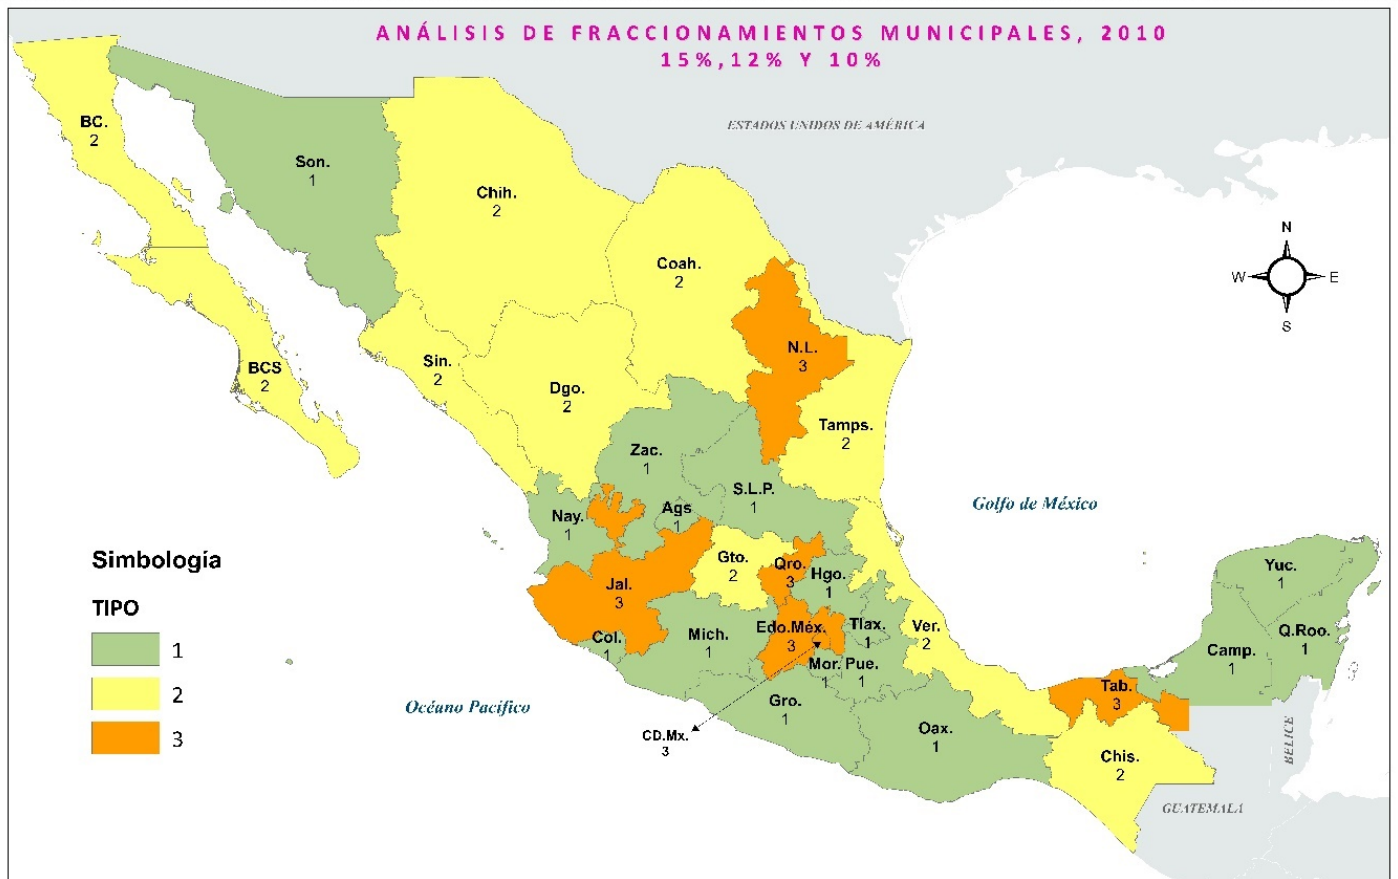 ANÁLISIS DE FRACCIONAMIENTOS MUNICIPALES, 2010
15%,12% Y 10%
ESTADOS UNIDOS DE AMÉRICA
BC.
2
Son.
1
Chih.
2
Coah.
2
N
W E
S
BCS
2
Sin.
2
Dgo.
2
N.L.
3
Tamps.
2
Zac.
1
S.L.P.
1
Ags
1
Nay.
1
Golfo de México
Gto.
2
Qro.
3
Hgo.
1
Jal.
3
Col.
1
Mich.
1
Edo.Méx.
3
Tlax.
1
Ver.
2
Mor.
1
Pue.
1
Gro.
1
CD.Mx.
3
Oax.
1
Tab.
3
Chis.
2
Camp.
1
Yuc.
1
Q.Roo.
1
BELICE
GUATEMALA
Océano Pacífico
Simbología
TIPO
1
2
3